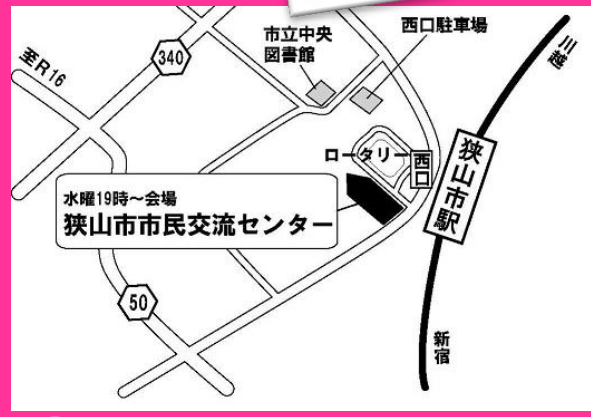 市立中央
図書館
西口駐車場
川越
至R16
340
ロータリー
西口
狭山市駅
水曜19時～会場
狭山市市民交流センター
50
新宿